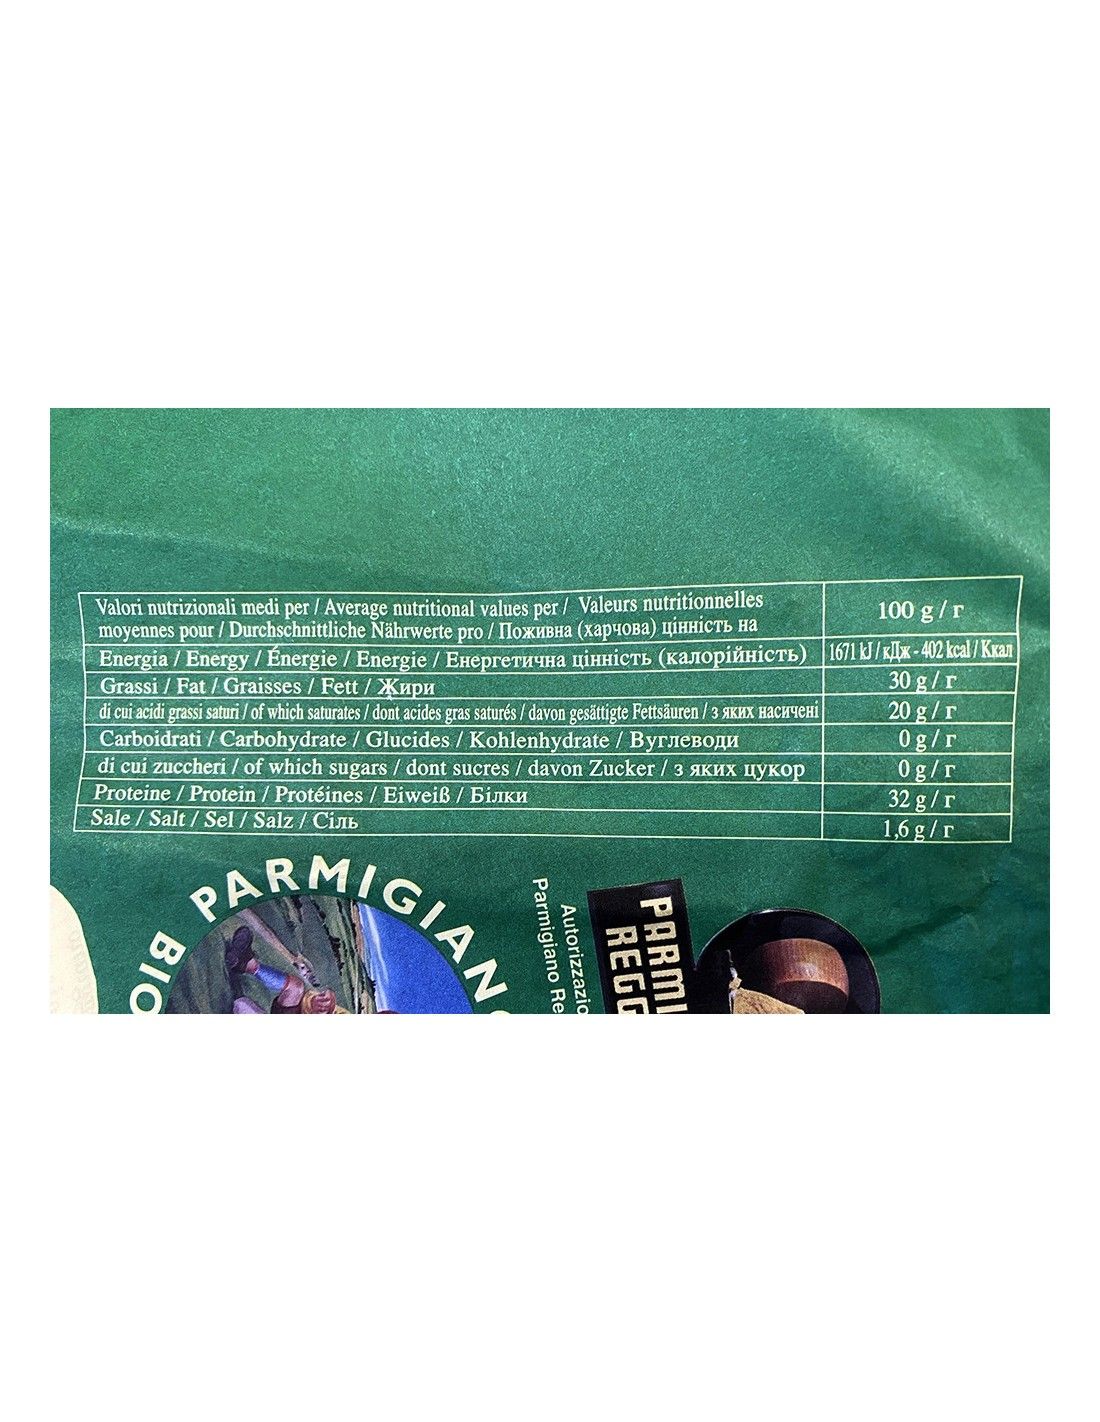 Valori nutrizionali medi per / Average nutritional values per / Valeurs nutritionnelles
moyennes pour / Durchschnittliche Nährwerte pro / Поживна (харчова) цінність на
100 g / г
Energia / Energy / Énergie / Energie / Енергетична цінність (калорійність)
1671 kJ / кДж - 402 kcal / Ккал
Grassi / Fat / Graisses / Fett / Жири
30 g / г
di cui acidi grassi saturi / of which saturates / dont acides gras saturés / davon gesättigte Fettsäuren / з яких насичені
20 g / г
Carboidrati / Carbohydrate / Glucides / Kohlenhydrate / Вуглеводи
0 g / г
di cui zuccheri / of which sugars / dont sucres / davon Zucker / з яких цукор
0 g / г
Proteine / Protein / Protéines / Eiweiß / Білки
32 g / г
Sale / Salt / Sel / Salz / Сіль
1,6 g / г
BIO PARMIGIAN
Autorizzazio
Parmigiano Re
PARMI
REGG